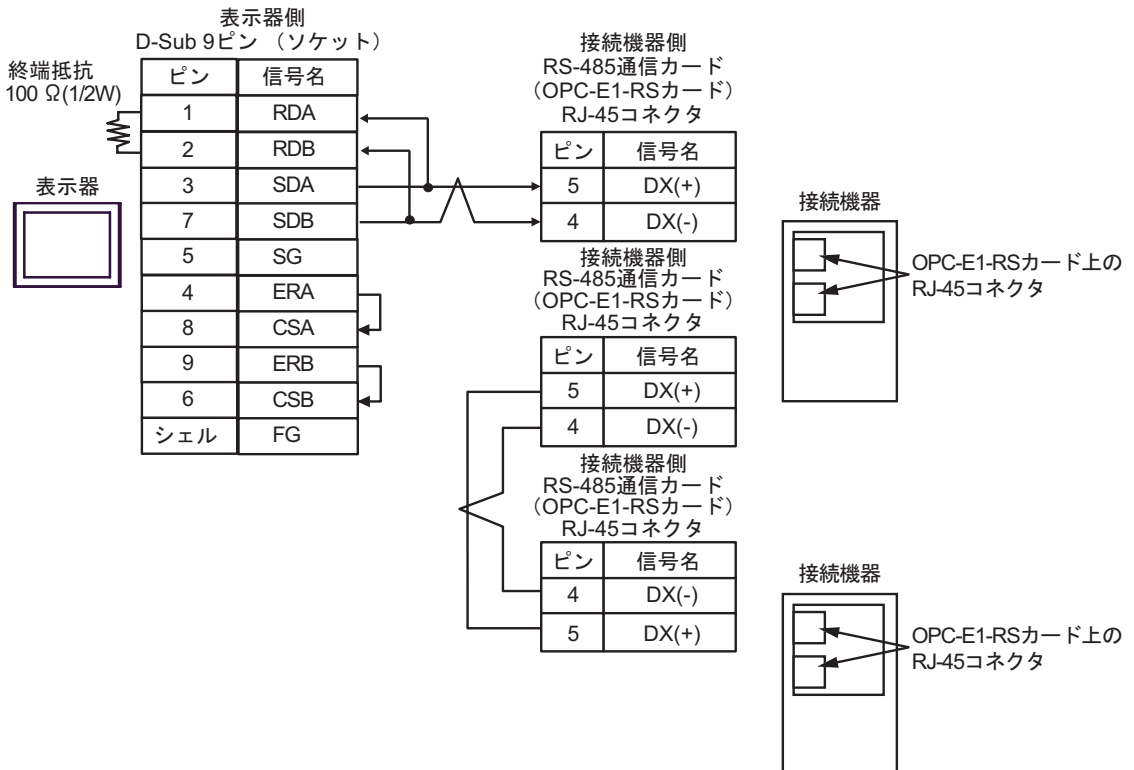 表示器側
D-Sub 9ピン （ソケット）
終端抵抗
100 Ω(1/2W)
ピン 信号名
1 RDA
2 RDB
3 SDA
7 SDB
5 SG
4 ERA
8 CSA
9 ERB
6 CSB
シェル FG
表示器
接続機器側
RS-485通信カード
（OPC-E1-RSカード）
RJ-45コネクタ
ピン 信号名
5 DX(+)
4 DX(-)
接続機器側
RS-485通信カード
（OPC-E1-RSカード）
RJ-45コネクタ
ピン 信号名
5 DX(+)
4 DX(-)
接続機器側
RS-485通信カード
（OPC-E1-RSカード）
RJ-45コネクタ
ピン 信号名
4 DX(-)
5 DX(+)
接続機器
OPC-E1-RSカード上の
RJ-45コネクタ
接続機器
OPC-E1-RSカード上の
RJ-45コネクタ